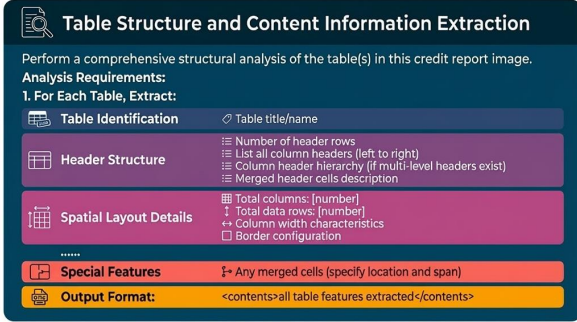 Table Structure and Content Information Extraction
Perform a comprehensive structural analysis of the table(s) in this credit report image.
Analysis Requirements:
1. For Each Table, Extract:
Table Identification
Table title/name
Header Structure
Number of header rows
List all column headers (left to right)
Column header hierarchy (if multi-level headers exist)
Merged header cells description
Spatial Layout Details
Total columns: [number]
Total data rows: [number]
Column width characteristics
Border configuration
......
Special Features
Any merged cells (specify location and span)
Output Format:
<contents>all table features extracted</contents>